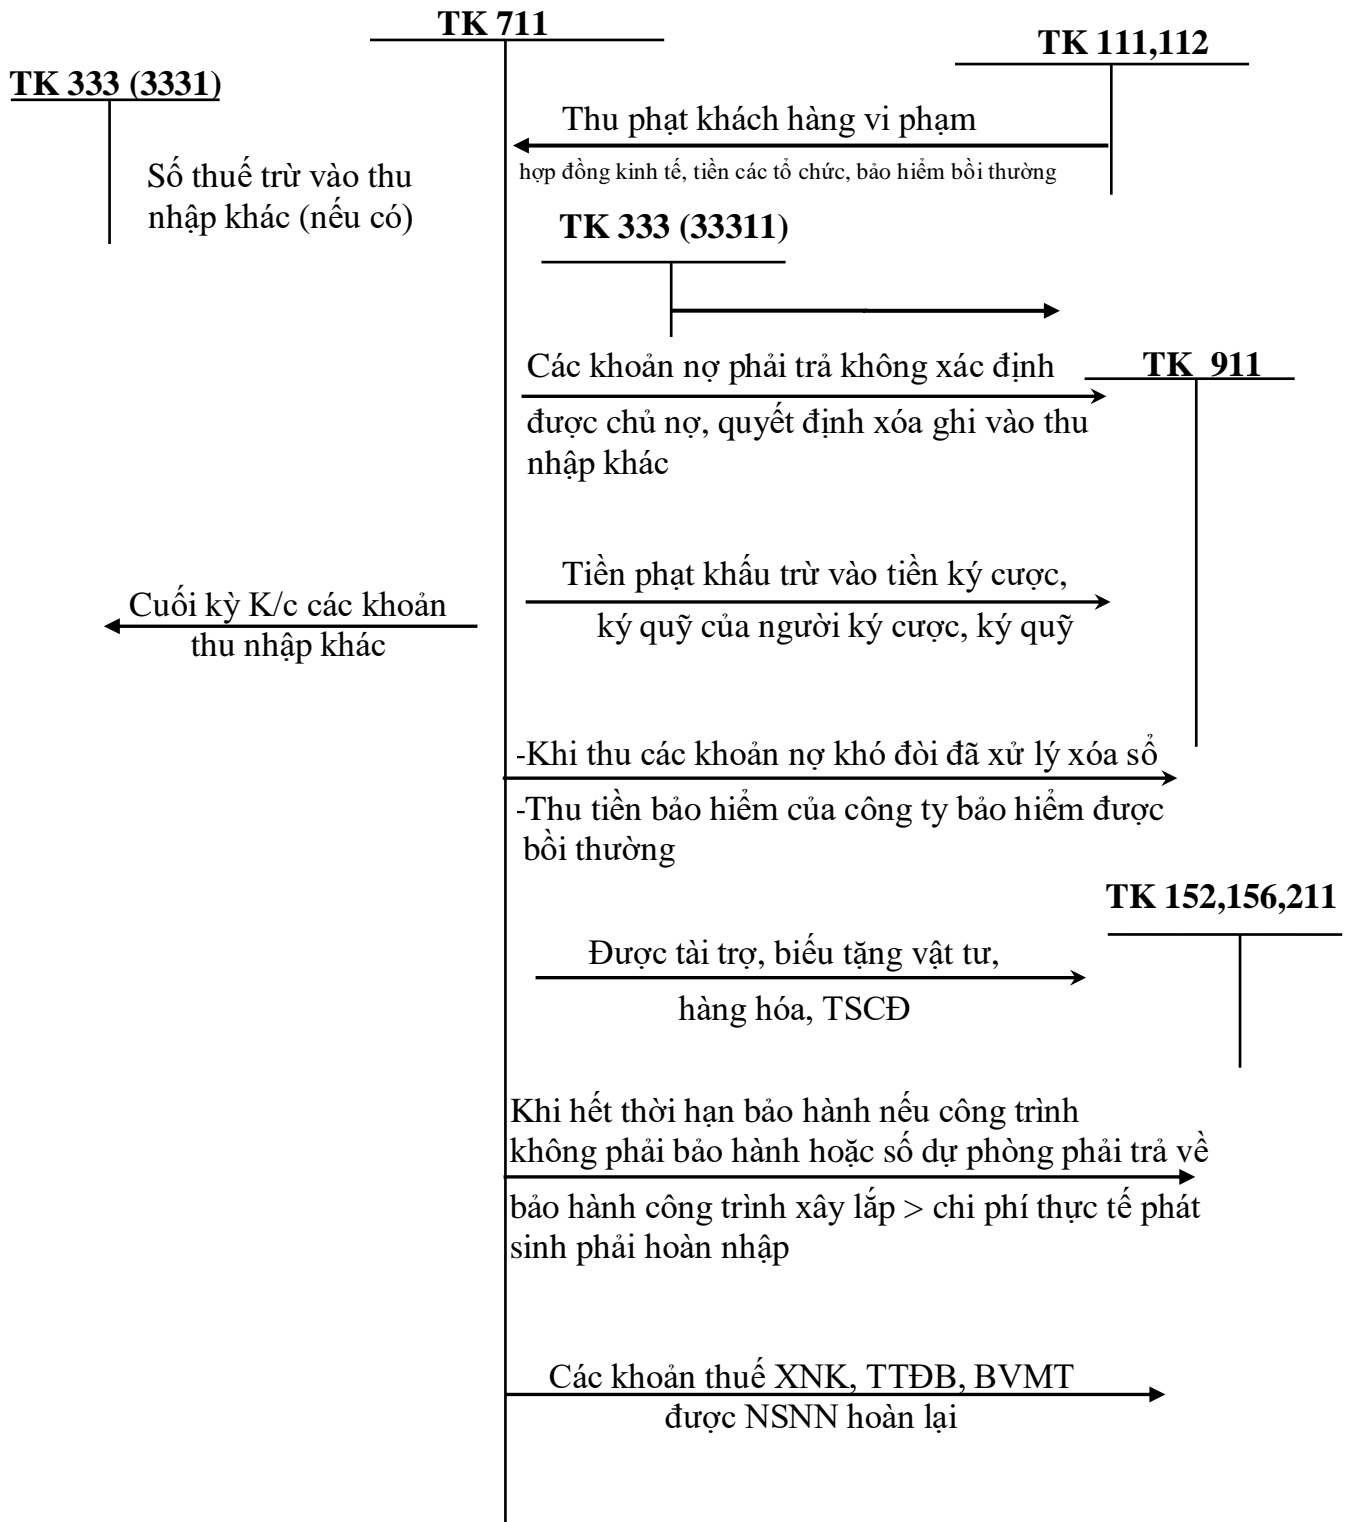 TK 711
TK 111,112
TK 333 (3331)
Thu phạt khách hàng vi phạm
hợp đồng kinh tế, tiền các tổ chức, bảo hiểm bồi thường
Số thuế trừ vào thu
nhập khác (nếu có)
TK 333 (33311)
Các khoản nợ phải trả không xác định
TK 911
được chủ nợ, quyết định xóa ghi vào thu
nhập khác
Tiền phạt khấu trừ vào tiền ký cược,
ký quỹ của người ký cược, ký quỹ
Cuối kỳ K/c các khoản
thu nhập khác
-Khi thu các khoản nợ khó đòi đã xử lý xóa sổ
-Thu tiền bảo hiểm của công ty bảo hiểm được
bồi thường
TK 152,156,211
Được tài trợ, biếu tặng vật tư,
hàng hóa, TSCĐ
Khi hết thời hạn bảo hành nếu công trình
không phải bảo hành hoặc số dự phòng phải trả về
bảo hành công trình xây lắp > chi phí thực tế phát
sinh phải hoàn nhập
Các khoản thuế XNK, TTĐB, BVMT
được NSNN hoàn lại